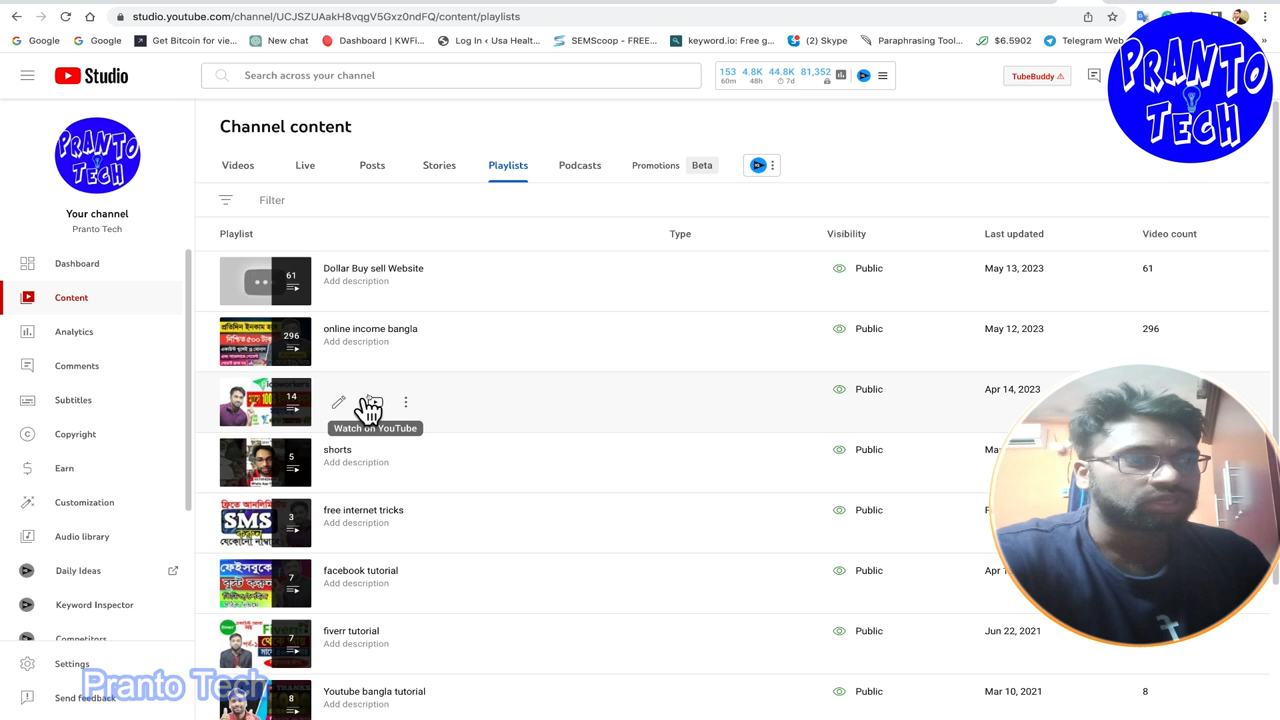 studio.youtube.com/channel/UCJSZUAakH8vqgV5Gxz0ndFQ/content/playlists
Google
Google
Get Bitcoin for vie...
New chat
Dashboard | KWFi...
Log In ‹ Usa Healt...
SEMScoop - FREE...
keyword.io: Free g...
(2) Skype
Paraphrasing Tool...
$6.5902
Telegram Web
»
Studio
Search across your channel
153 4.8K 44.8K 81,352
60m 48h 7d
TubeBuddy
PRANTO
TECH
PRANTO
TECH
Your channel
Pranto Tech
Dashboard
Content
Analytics
Comments
Subtitles
Copyright
Earn
Customization
Audio library
Daily Ideas
Keyword Inspector
Competitors
Settings
Send feedback
Pranto Tech
Channel content
Videos
Live
Posts
Stories
Playlists
Podcasts
Promotions
Beta
Filter
Playlist
Type
Visibility
Last updated
Video count
61
Dollar Buy sell Website
Add description
Public
May 13, 2023
61
296
online income bangla
Add description
Public
May 12, 2023
296
14
Watch on YouTube
Public
Apr 14, 2023
5
shorts
Add description
Public
SMS
3
free internet tricks
Add description
Public
7
facebook tutorial
Add description
Public
7
fiverr tutorial
Add description
Public
Jun 22, 2021
8
Youtube bangla tutorial
Public
Mar 10, 2021
8